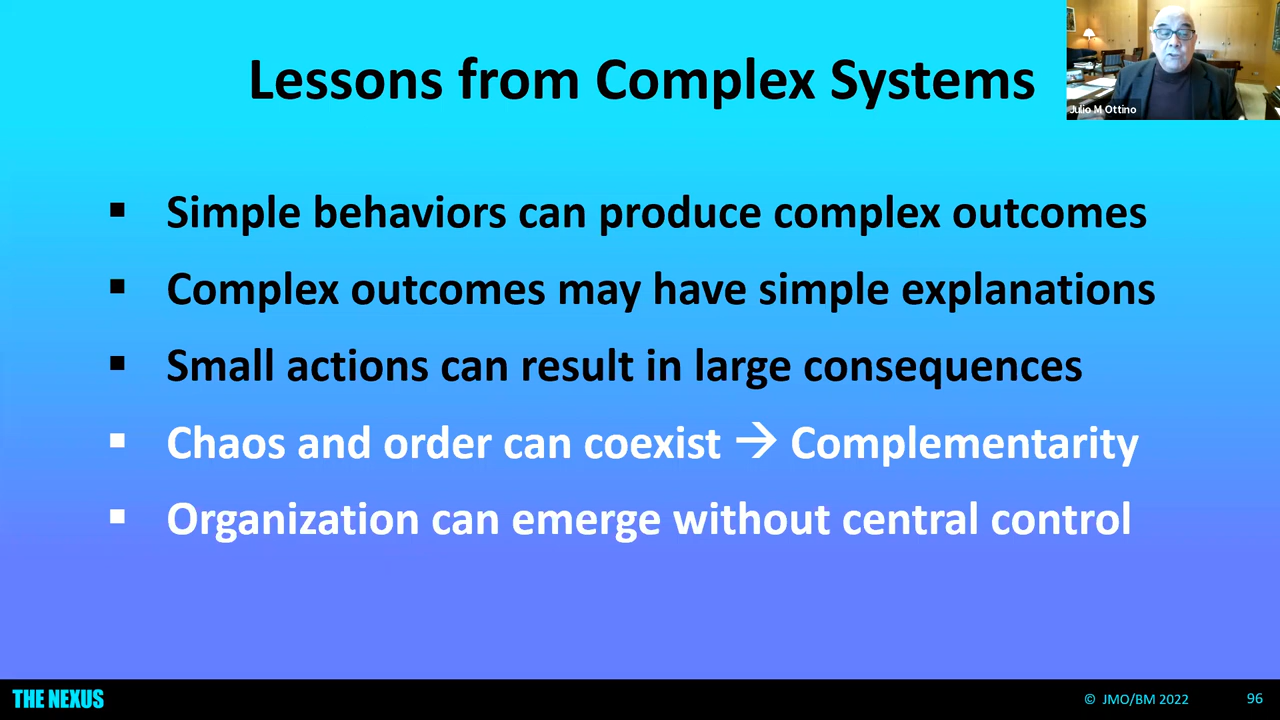 Lessons from Complex Systems
Julio M Ottino
▪ Simple behaviors can produce complex outcomes
▪ Complex outcomes may have simple explanations
▪ Small actions can result in large consequences
▪ Chaos and order can coexist → Complementarity
▪ Organization can emerge without central control
THE NEXUS
© JMO/BM 2022
96